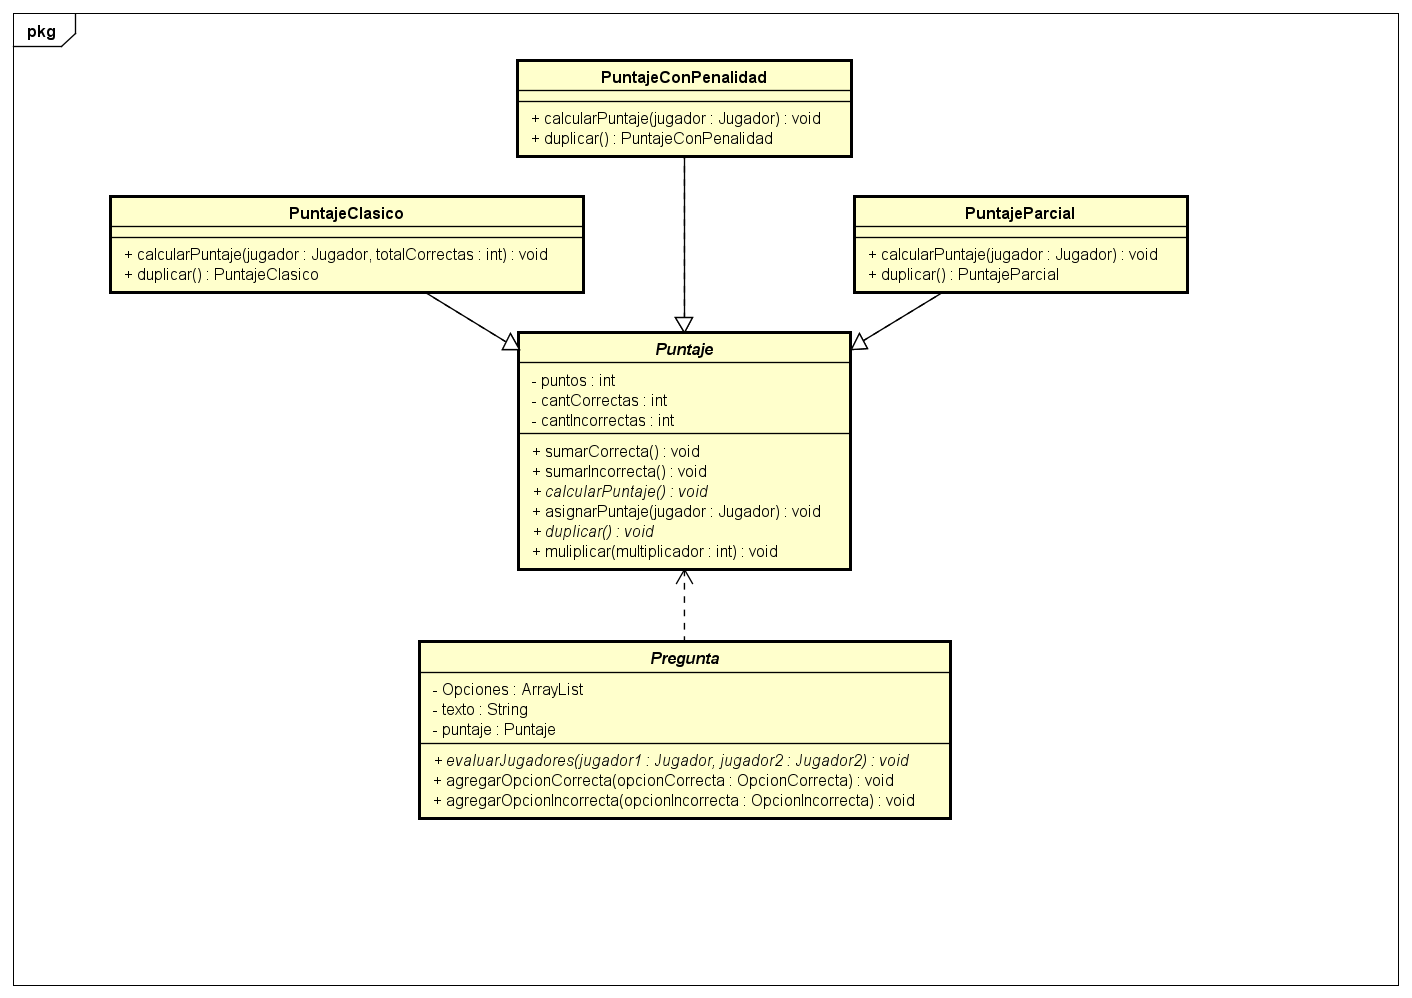 pkg
PuntajeConPenalidad
+ calcularPuntaje(jugador : Jugador) : void
+ duplicar() : PuntajeConPenalidad
PuntajeClasico
+ calcularPuntaje(jugador : Jugador, totalCorrectas : int) : void
+ duplicar() : PuntajeClasico
PuntajeParcial
+ calcularPuntaje(jugador : Jugador) : void
+ duplicar() : PuntajeParcial
Puntaje
- puntos : int
- cantCorrectas : int
- cantIncorrectas : int
+ sumarCorrecta() : void
+ sumarIncorrecta() : void
+ calcularPuntaje() : void
+ asignarPuntaje(jugador : Jugador) : void
+ duplicar() : void
+ muliplicar(multiplicador : int) : void
Pregunta
- Opciones : ArrayList
- texto : String
- puntaje : Puntaje
+ evaluarJugadores(jugador1 : Jugador, jugador2 : Jugador2) : void
+ agregarOpcionCorrecta(opcionCorrecta : OpcionCorrecta) : void
+ agregarOpcionIncorrecta(opcionIncorrecta : OpcionIncorrecta) : void